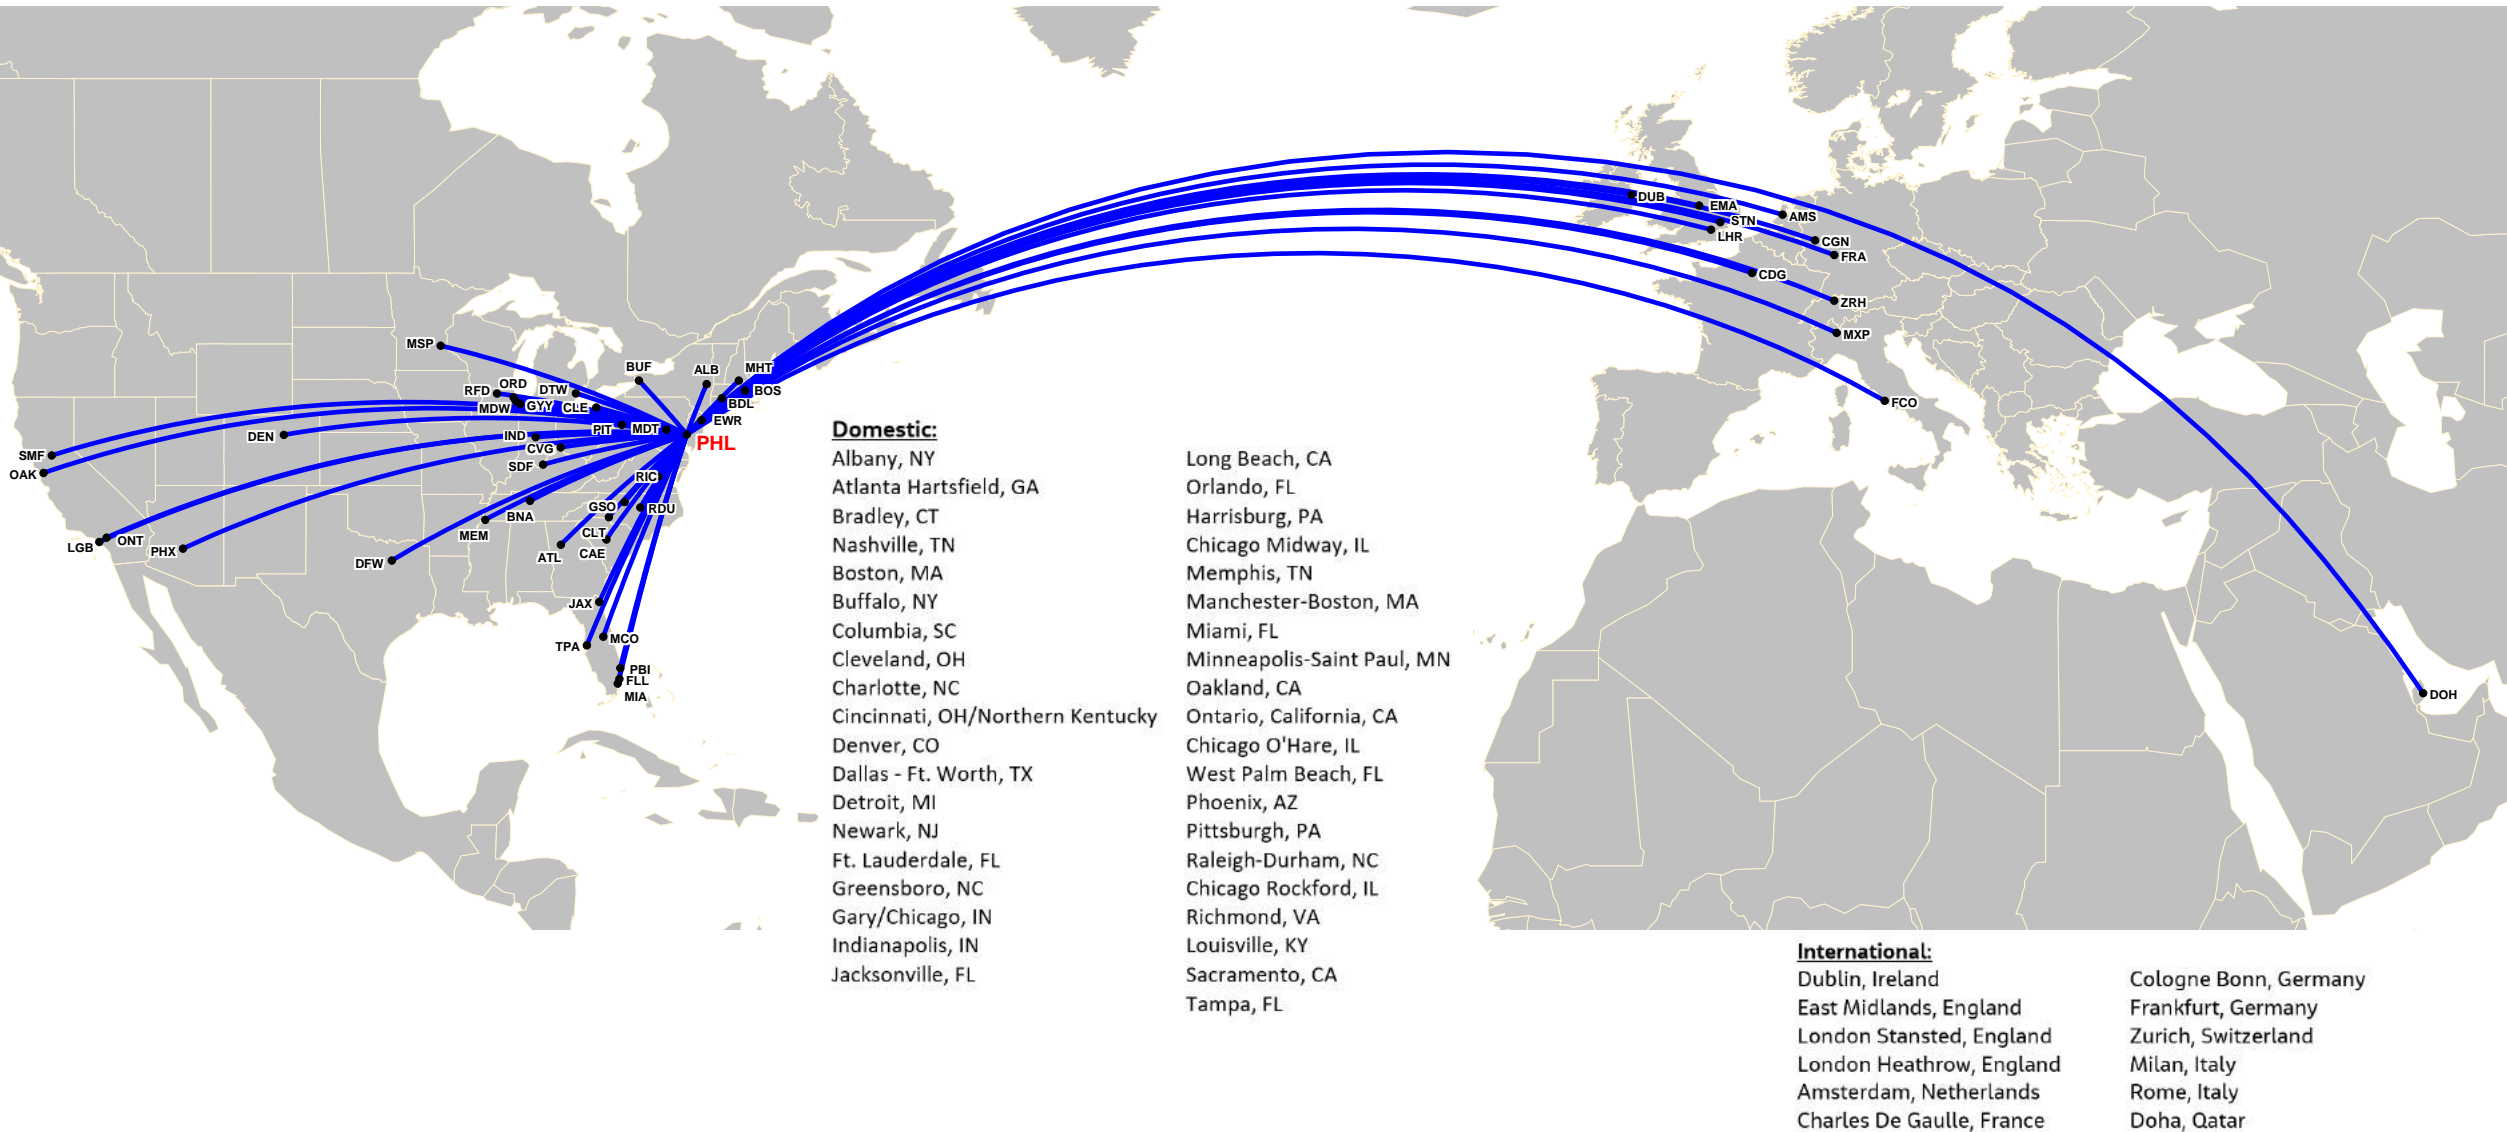 DUB
EMA
AMS
STN
LHR
CGN
FRA
CDG
ZRH
MXP
FCO
DOH
MSP
BUF
ALB
MHT
RFD
ORD
DTW
BOS
MDW
GYY
CLE
BDL
EWR
DEN
IND
PIT
MDT
PHL
CVG
SMF
OAK
SDF
RIC
GSO
RDU
BNA
MEM
CLT
CAE
ATL
LGB
ONT
PHX
DFW
JAX
TPA
MCO
PBI
FLL
MIA
Domestic:
Albany, NY
Atlanta Hartsfield, GA
Bradley, CT
Nashville, TN
Boston, MA
Buffalo, NY
Columbia, SC
Cleveland, OH
Charlotte, NC
Cincinnati, OH/Northern Kentucky
Denver, CO
Dallas - Ft. Worth, TX
Detroit, MI
Newark, NJ
Ft. Lauderdale, FL
Greensboro, NC
Gary/Chicago, IN
Indianapolis, IN
Jacksonville, FL
Long Beach, CA
Orlando, FL
Harrisburg, PA
Chicago Midway, IL
Memphis, TN
Manchester-Boston, MA
Miami, FL
Minneapolis-Saint Paul, MN
Oakland, CA
Ontario, California, CA
Chicago O'Hare, IL
West Palm Beach, FL
Phoenix, AZ
Pittsburgh, PA
Raleigh-Durham, NC
Chicago Rockford, IL
Richmond, VA
Louisville, KY
Sacramento, CA
Tampa, FL
International:
Dublin, Ireland
East Midlands, England
London Stansted, England
London Heathrow, England
Amsterdam, Netherlands
Charles De Gaulle, France
Cologne Bonn, Germany
Frankfurt, Germany
Zurich, Switzerland
Milan, Italy
Rome, Italy
Doha, Qatar